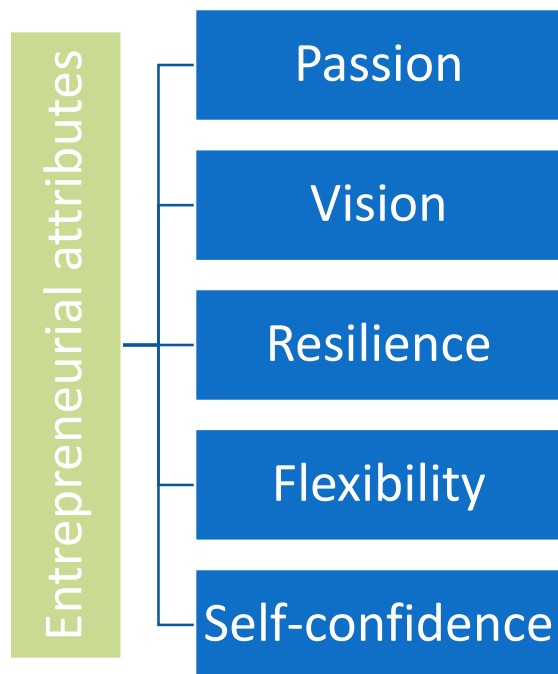 Entrepreneurial attributes
Passion
Vision
Resilience
Flexibility
Self-confidence